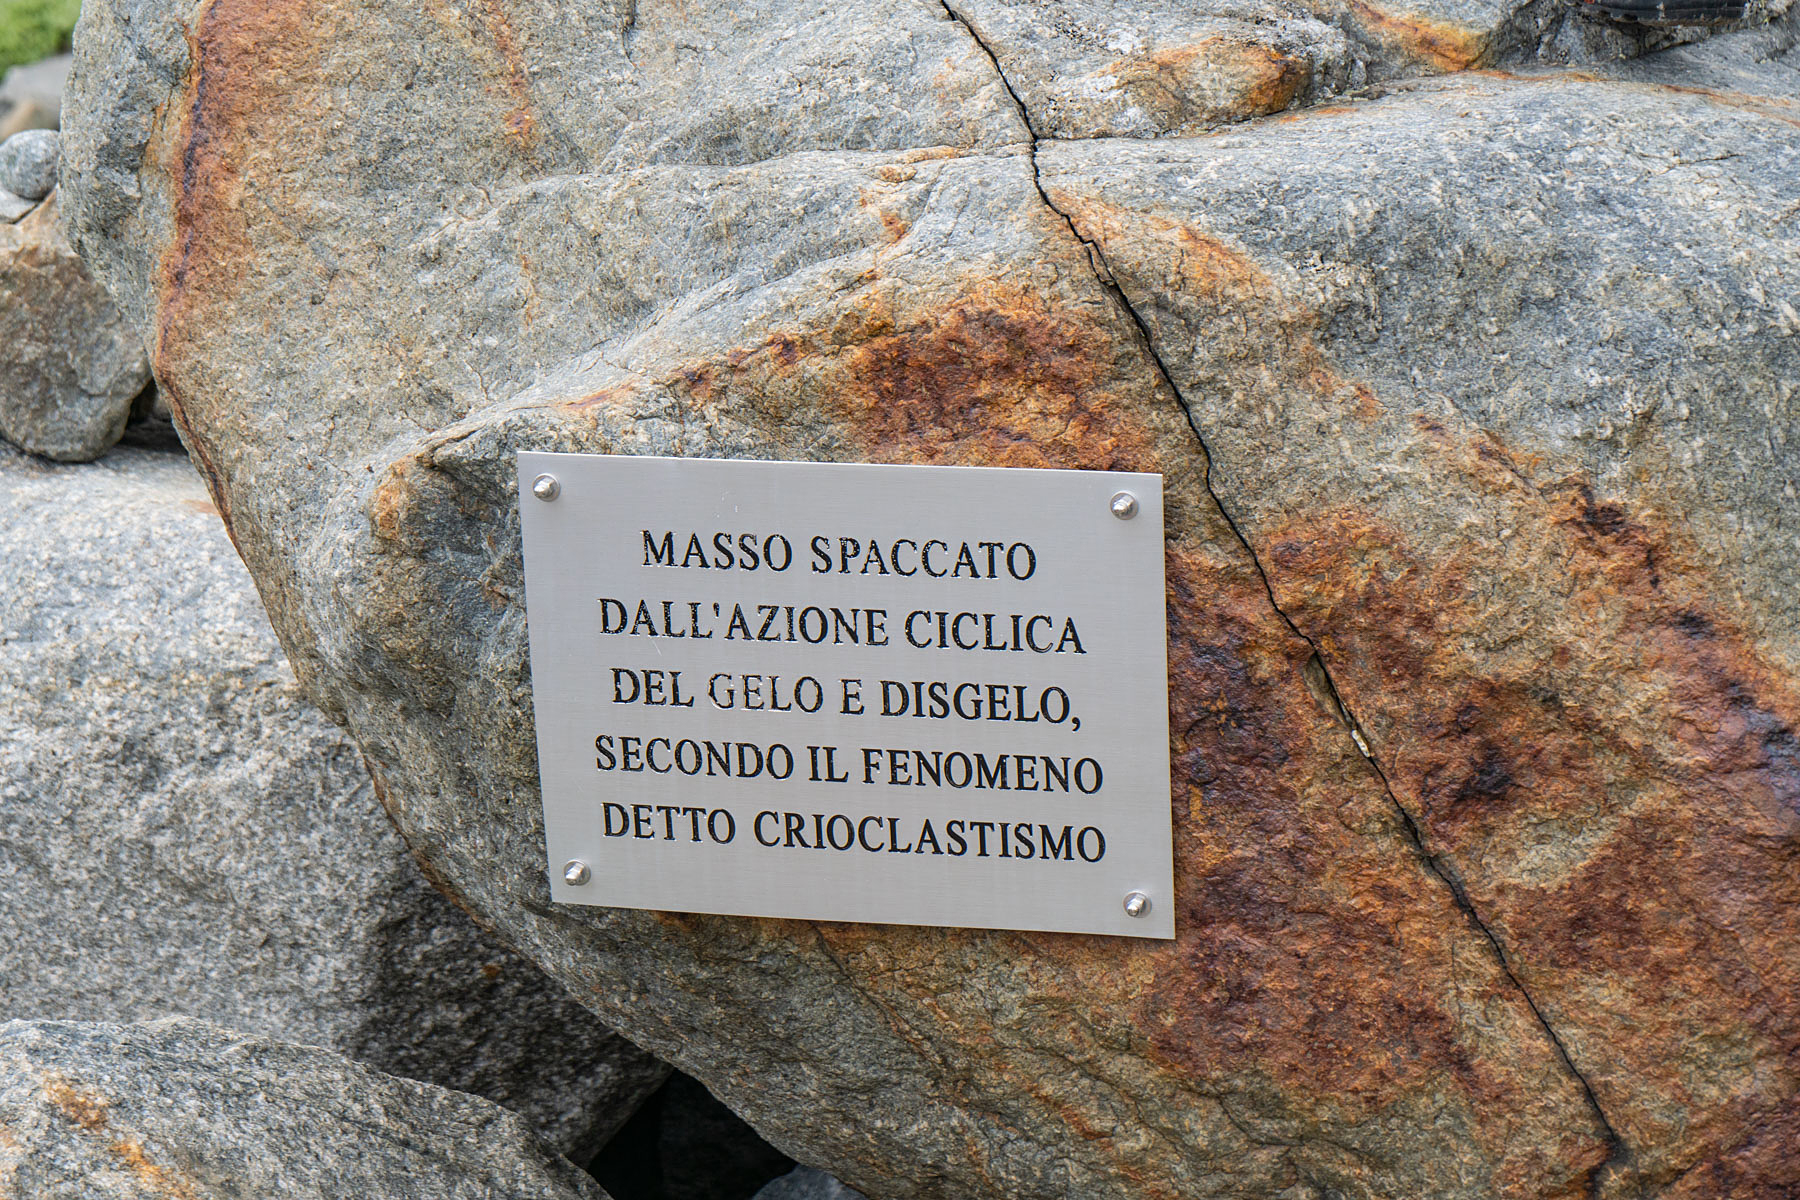 MASSO SPACCATO
DALL'AZIONE CICLICA
DEL GELO E DISGELO,
SECONDO IL FENOMENO
DETTO CRIOCLASTISMO